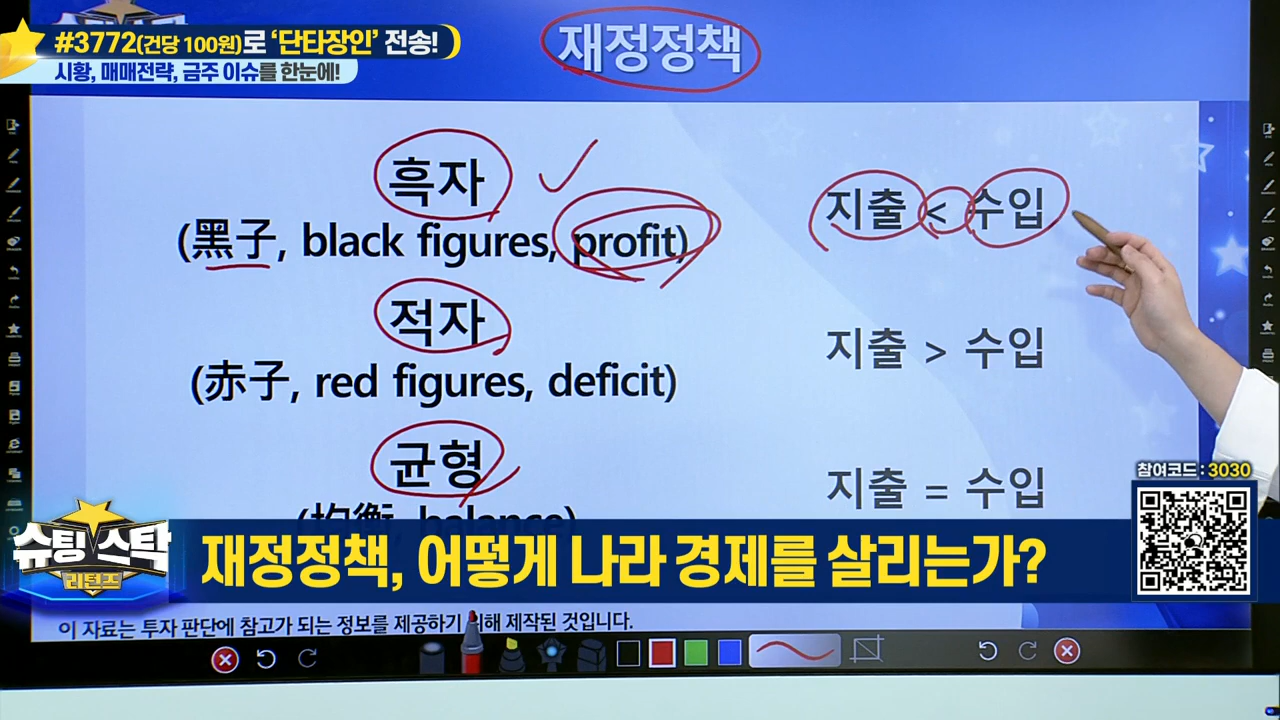 #3772(건당 100원)로 '단타장인' 전송!
시황, 매매전략, 금주 이슈를 한눈에!
재정정책
흑자
(黑子, black figures, profit)
지출 < 수입
적자
(赤子, red figures, deficit)
지출 > 수입
균형
(均衡, balance)
지출 = 수입
참여코드 : 3030
슈팅스탁
리턴즈
재정정책, 어떻게 나라 경제를 살리는가?
이 자료는 투자 판단에 참고가 되는 정보를 제공하기 위해 제작된 것입니다.